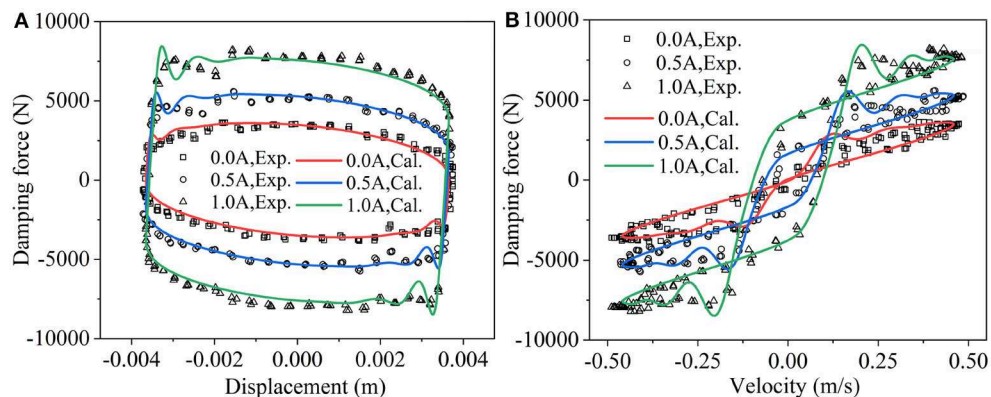 A
Damping force (N)
10000
5000
0
-5000
-10000
0.0A,Exp.
0.5A,Exp.
1.0A,Exp.
0.0A,Cal.
0.5A,Cal.
1.0A,Cal.
-0.004 -0.002 0.000 0.002 0.004
Displacement (m)
B
Damping force (N)
10000
5000
0
-5000
-10000
0.0A,Exp.
0.5A,Exp.
1.0A,Exp.
0.0A,Cal.
0.5A,Cal.
1.0A,Cal.
-0.50 -0.25 0.00 0.25 0.50
Velocity (m/s)